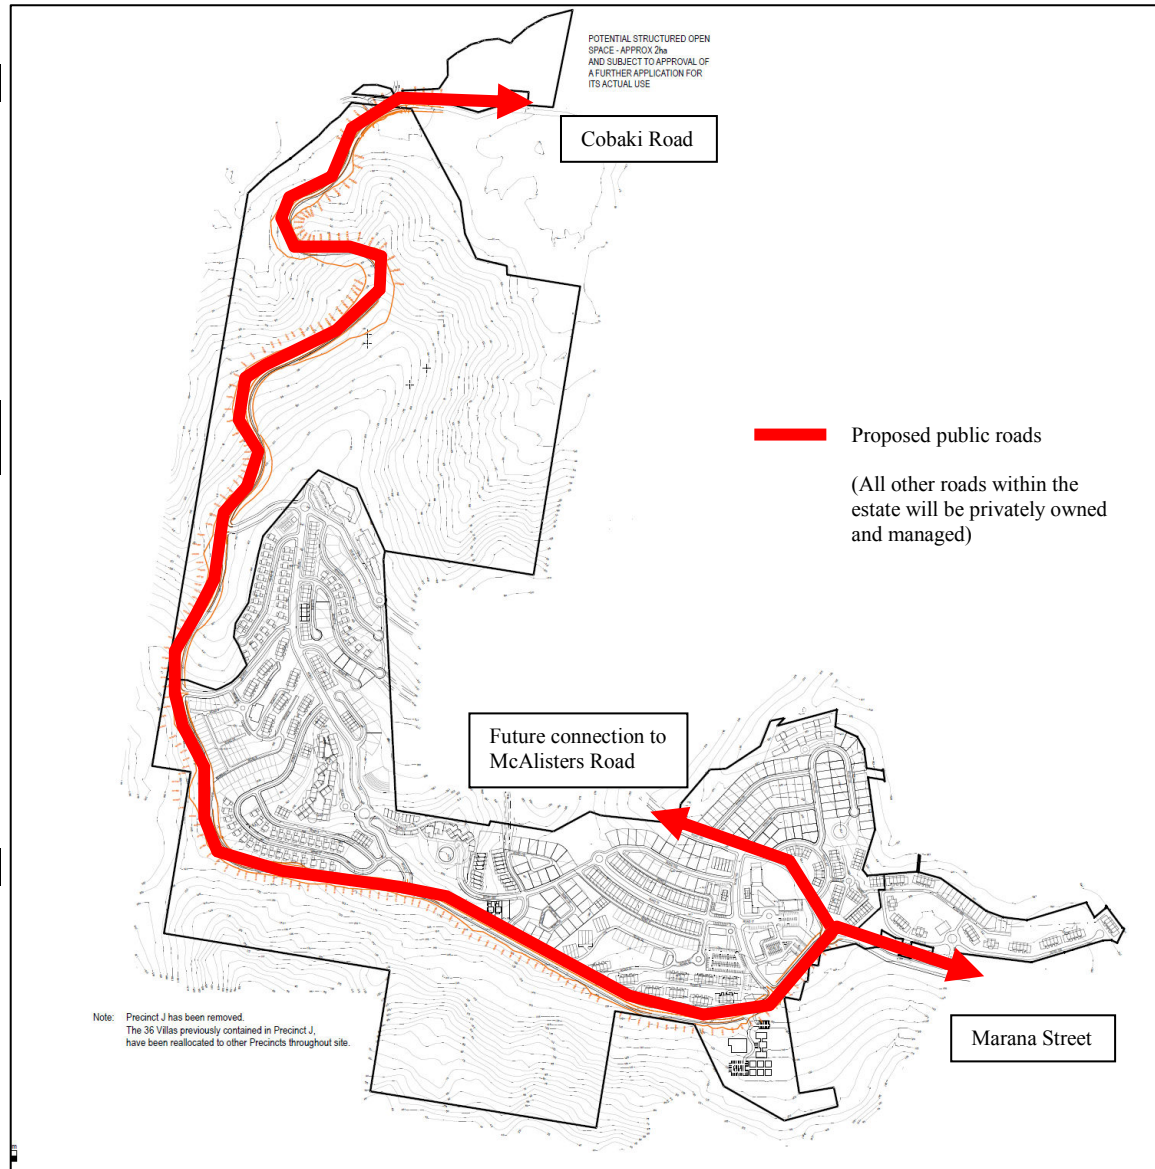 POTENTIAL STRUCTURED OPEN
SPACE - APPROX 2ha
AND SUBJECT TO APPROVAL OF
A FURTHER APPLICATION FOR
ITS ACTUAL USE
Cobaki Road
Proposed public roads
(All other roads within the
estate will be privately owned
and managed)
Future connection to
McAlisters Road
Marana Street
Note: Precinct J has been removed.
The 36 Villas previously contained in Precinct J,
have been reallocated to other Precincts throughout site.